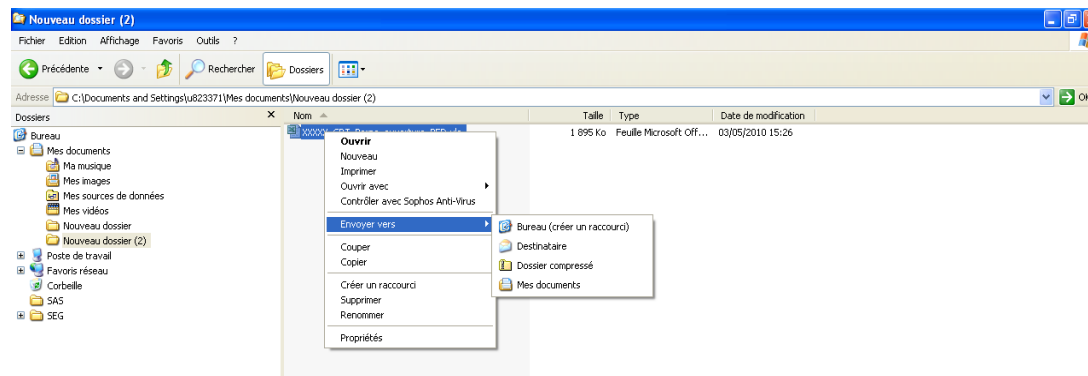 Nouveau dossier (2)
Fichier Edition Affichage Favoris Outils ?
Précédente Rechercher Dossiers
Adresse C:\Documents and Settings\u823371\Mes documents\Nouveau dossier (2)
Dossiers Nom Taille Type Date de modification
Bureau
Mes documents
Ma musique
Mes images
Mes sources de données
Mes vidéos
Nouveau dossier
Nouveau dossier (2)
Poste de travail
Favoris réseau
Corbeille
SAS
SEG
1 895 Ko Feuille Microsoft Off... 03/05/2010 15:26
Ouvrir
Nouveau
Imprimer
Ouvrir avec
Contrôler avec Sophos Anti-Virus
Envoyer vers
Couper
Copier
Créer un raccourci
Supprimer
Renommer
Propriétés
Bureau (créer un raccourci)
Destinataire
Dossier compressé
Mes documents